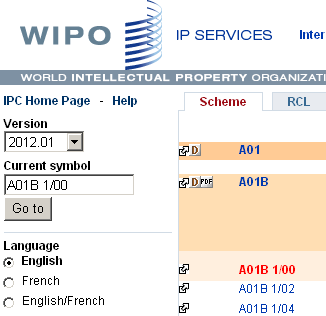 WIPO
IP SERVICES
Inter
WORLD INTELLECTUAL PROPERTY ORGANIZATI
IPC Home Page - Help
Scheme
RCL
Version
2012.01
D
A01
Current symbol
A01B 1/00
D PDF
A01B
Go to
Language
English
French
English/French
A01B 1/00
A01B 1/02
A01B 1/04